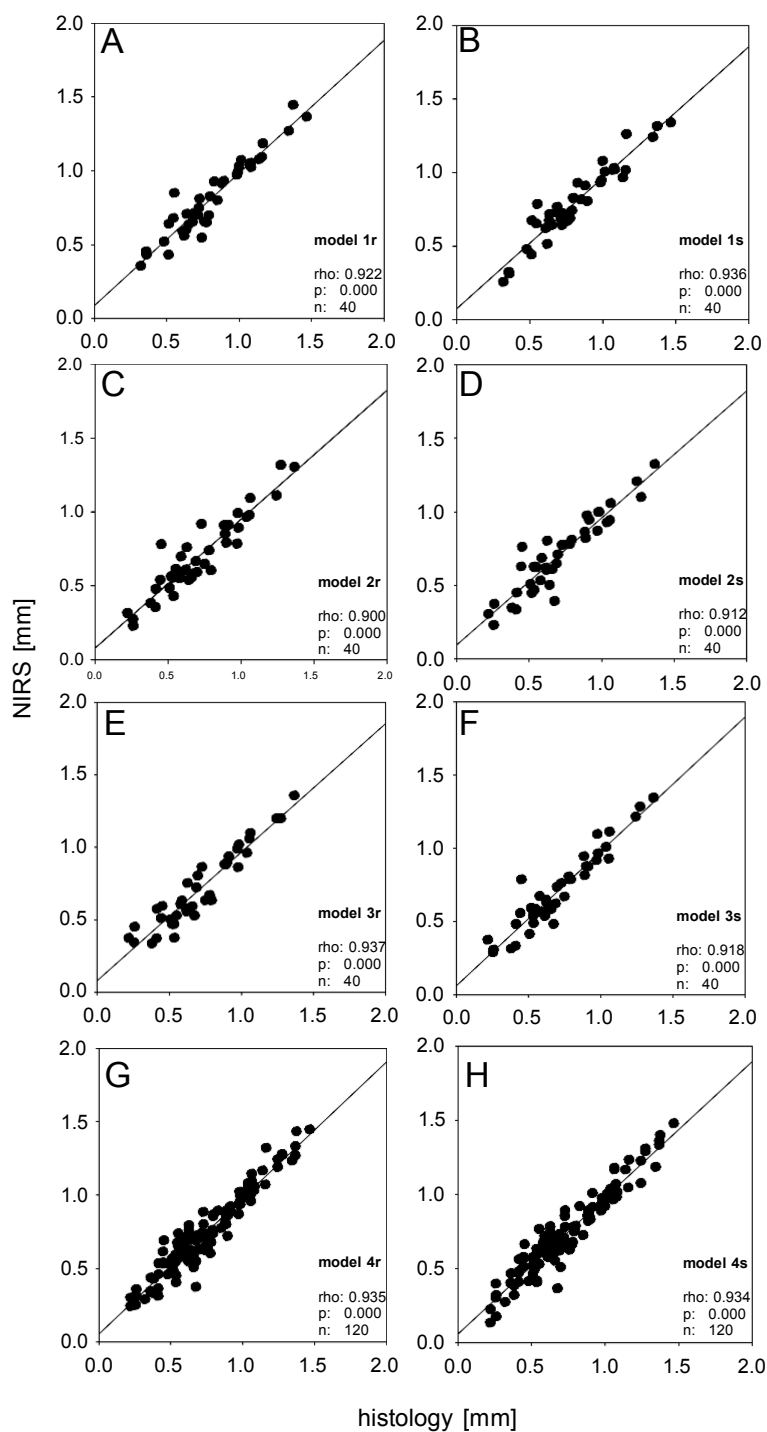 A
2.0
1.5
1.0
0.5
0.0
model 1r
rho: 0.922
p: 0.000
n: 40
0.0 0.5 1.0 1.5 2.0
B
2.0
1.5
1.0
0.5
0.0
model 1s
rho: 0.936
p: 0.000
n: 40
0.0 0.5 1.0 1.5 2.0
C
2.0
1.5
1.0
0.5
0.0
model 2r
rho: 0.900
p: 0.000
n: 40
0.0 0.5 1.0 1.5 2.0
D
2.0
1.5
1.0
0.5
0.0
model 2s
rho: 0.912
p: 0.000
n: 40
0.0 0.5 1.0 1.5 2.0
NIRS [mm]
E
2.0
1.5
1.0
0.5
0.0
model 3r
rho: 0.937
p: 0.000
n: 40
0.0 0.5 1.0 1.5 2.0
F
2.0
1.5
1.0
0.5
0.0
model 3s
rho: 0.918
p: 0.000
n: 40
0.0 0.5 1.0 1.5 2.0
G
2.0
1.5
1.0
0.5
0.0
model 4r
rho: 0.935
p: 0.000
n: 120
0.0 0.5 1.0 1.5 2.0
H
2.0
1.5
1.0
0.5
0.0
model 4s
rho: 0.934
p: 0.000
n: 120
0.0 0.5 1.0 1.5 2.0
histology [mm]